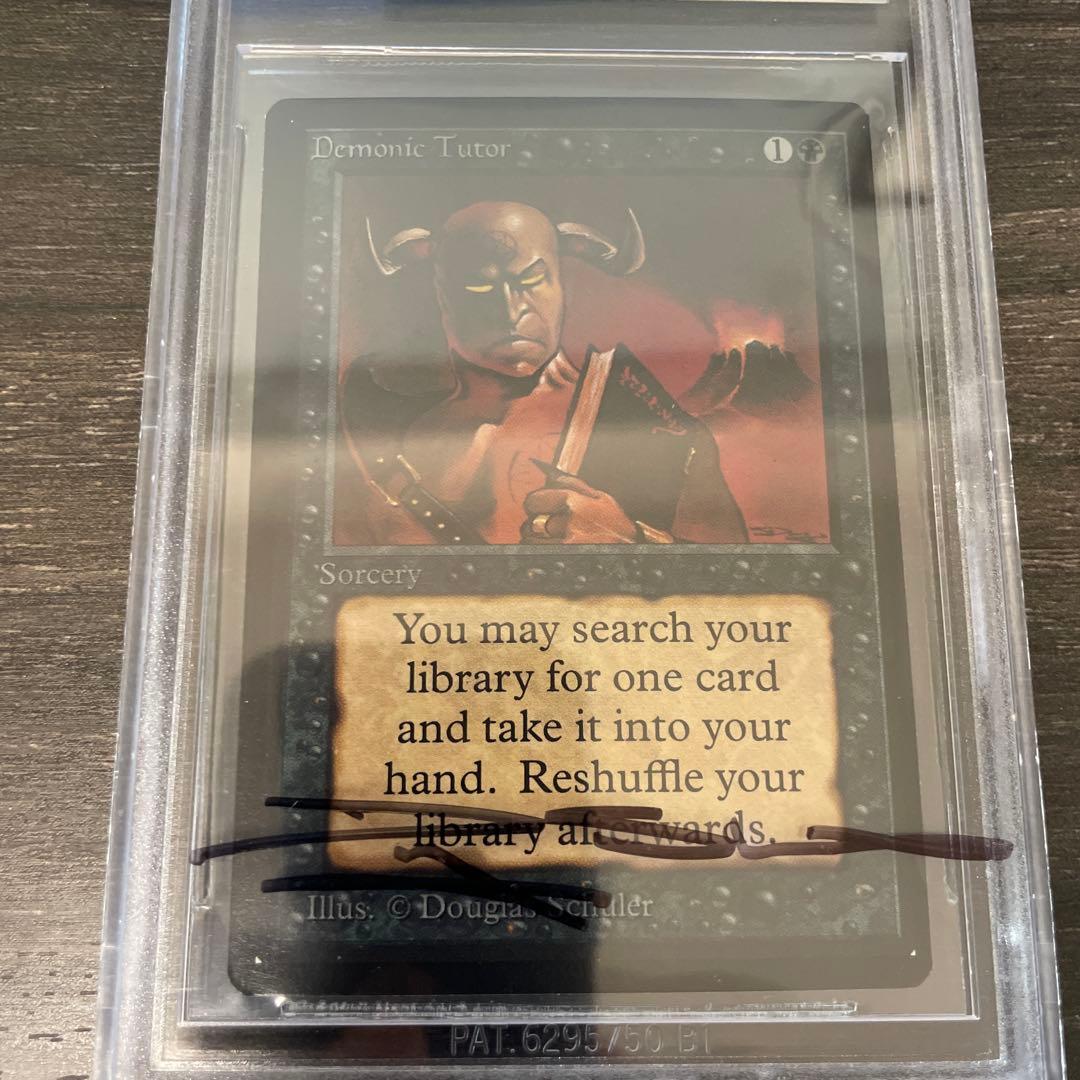 Demonic Tutor 1
Sorcery
You may search your
library for one card
and take it into your
hand. Reshuffle your
library afterwards.
Illus. © Douglas Schuler
PAT. 6295750 B1